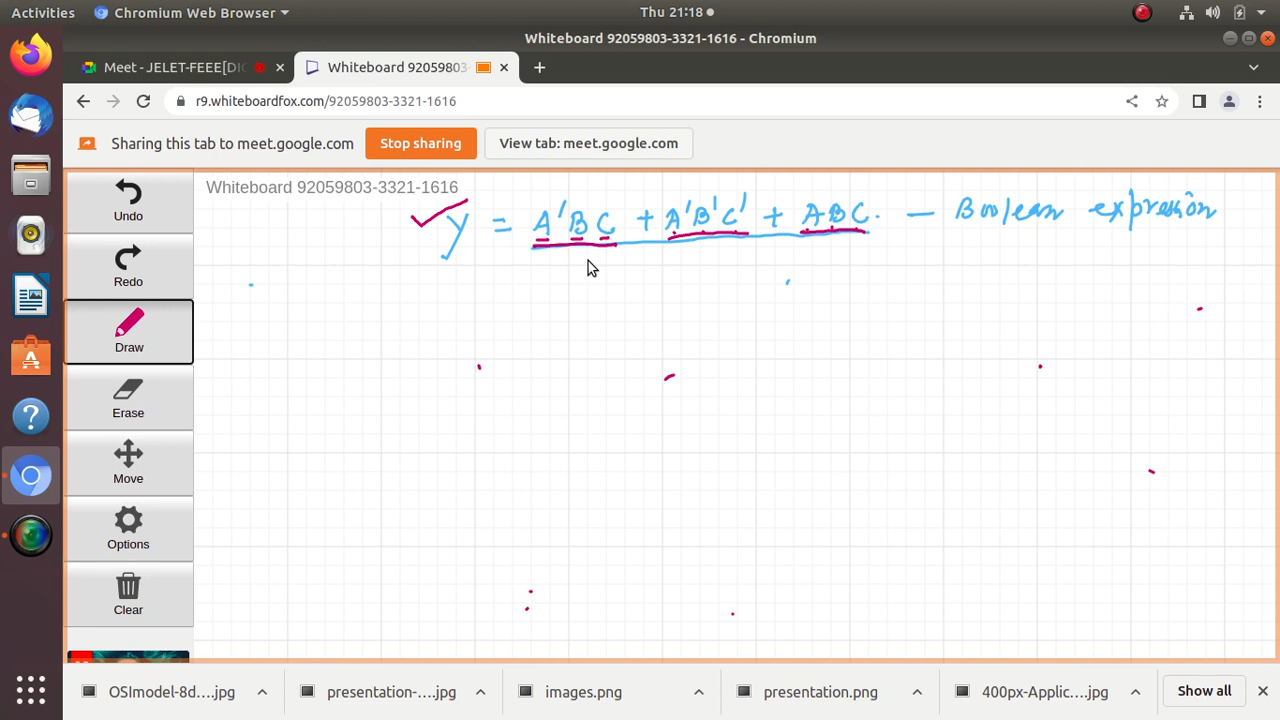 Activities Chromium Web Browser Thu 21:18
Whiteboard 92059803-3321-1616 - Chromium
Meet - JELET-FEEE[DI Whiteboard 92059803-
r9.whiteboardfox.com/92059803-3321-1616
Sharing this tab to meet.google.com Stop sharing View tab: meet.google.com
Whiteboard 92059803-3321-1616
y = A'BC + A'B'C' + ABC. — Boolean expression
Undo
Redo
Draw
Erase
Move
Options
Clear
OSImodel-8d....jpg presentation-....jpg images.png presentation.png 400px-Applic....jpg Show all